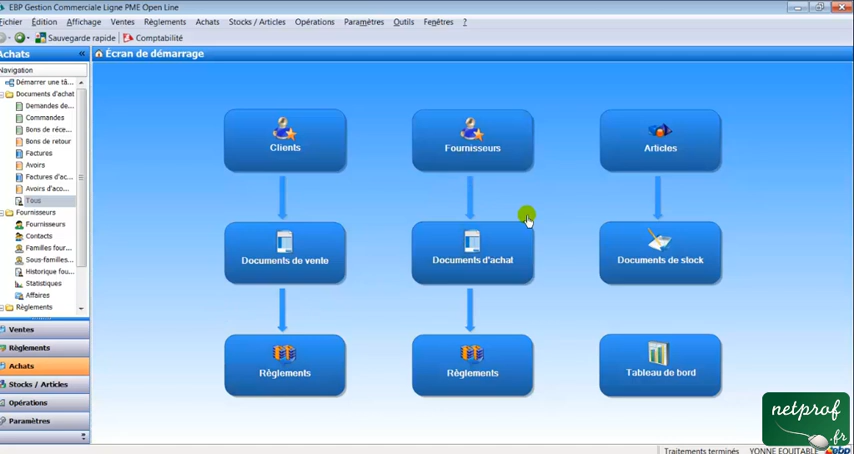 EBP Gestion Commerciale Ligne PME Open Line
Fichier Édition Affichage Ventes Règlements Achats Stocks / Articles Opérations Paramètres Outils Fenêtres ?
Sauvegarde rapide Comptabilité
Achats «
Écran de démarrage
Navigation
Démarrer une tâ...
Documents d'achat
Demandes de...
Commandes
Bons de réce...
Bons de retour
Factures
Avoirs
Factures d'ac...
Avoirs d'aco...
Tous
Fournisseurs
Fournisseurs
Contacts
Familles four...
Sous-familles...
Historique fou...
Statistiques
Affaires
Règlements
Ventes
Règlements
Achats
Stocks / Articles
Opérations
Paramètres
Clients
Fournisseurs
Articles
Documents de vente
Documents d'achat
Documents de stock
Règlements
Règlements
Tableau de bord
netprof
.fr
Traitements terminés YONNE EQUITABLE ebp